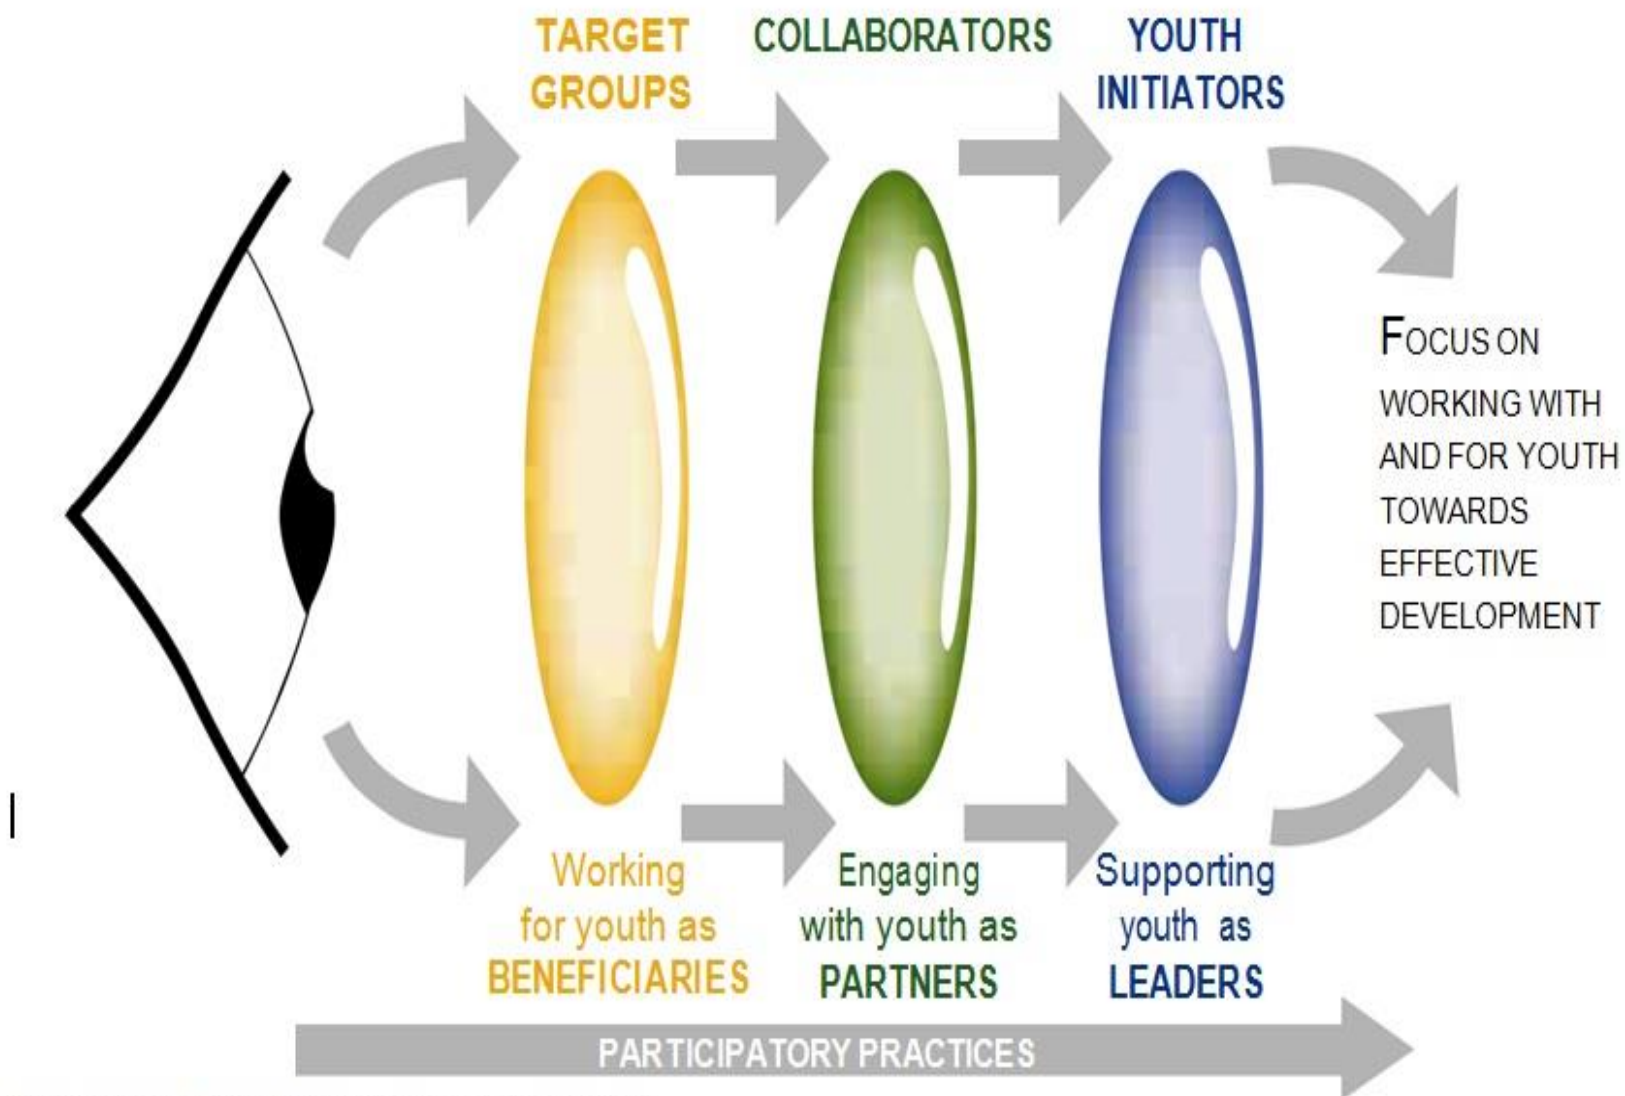 TARGET
GROUPS
COLLABORATORS
YOUTH
INITIATORS
FOCUS ON
WORKING WITH
AND FOR YOUTH
TOWARDS
EFFECTIVE
DEVELOPMENT
Working
for youth as
BENEFICIARIES
Engaging
with youth as
PARTNERS
Supporting
youth as
LEADERS
PARTICIPATORY PRACTICES